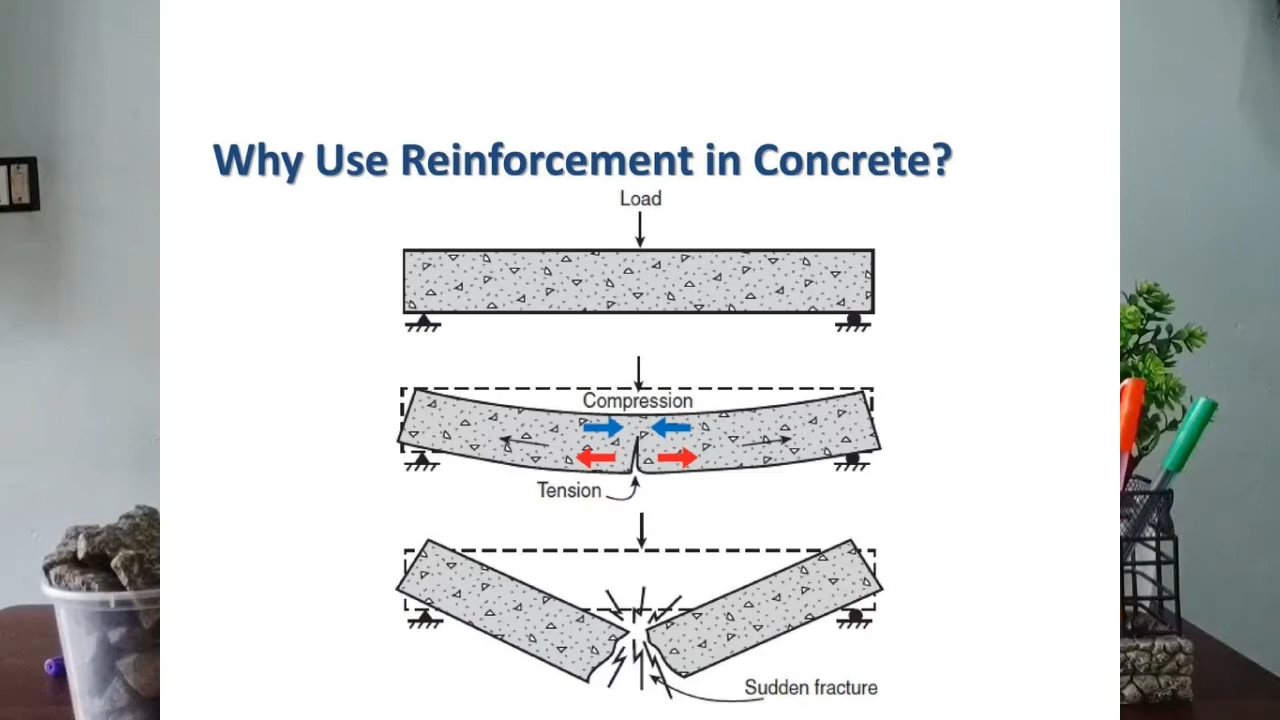 Why Use Reinforcement in Concrete?
Load
Compression
Tension
Sudden fracture